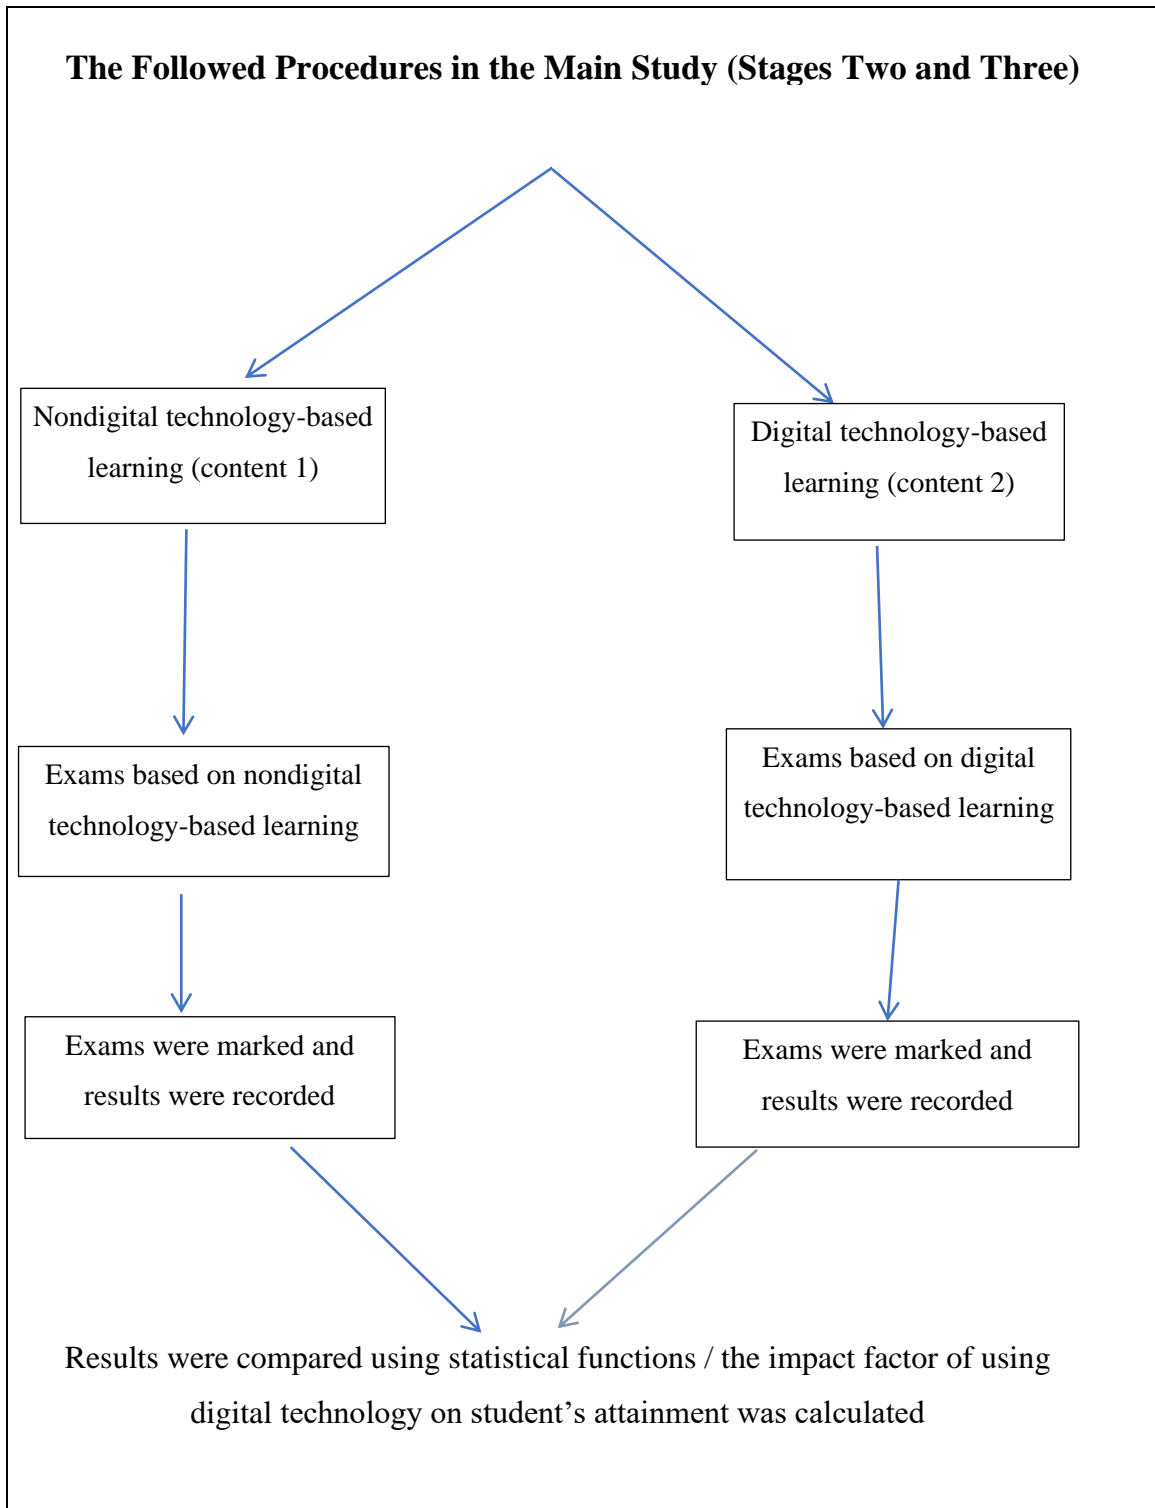 The Followed Procedures in the Main Study (Stages Two and Three)
Nondigital technology-based
learning (content 1)
Digital technology-based
learning (content 2)
Exams based on nondigital
technology-based learning
Exams based on digital
technology-based learning
Exams were marked and
results were recorded
Exams were marked and
results were recorded
Results were compared using statistical functions / the impact factor of using
digital technology on student’s attainment was calculated